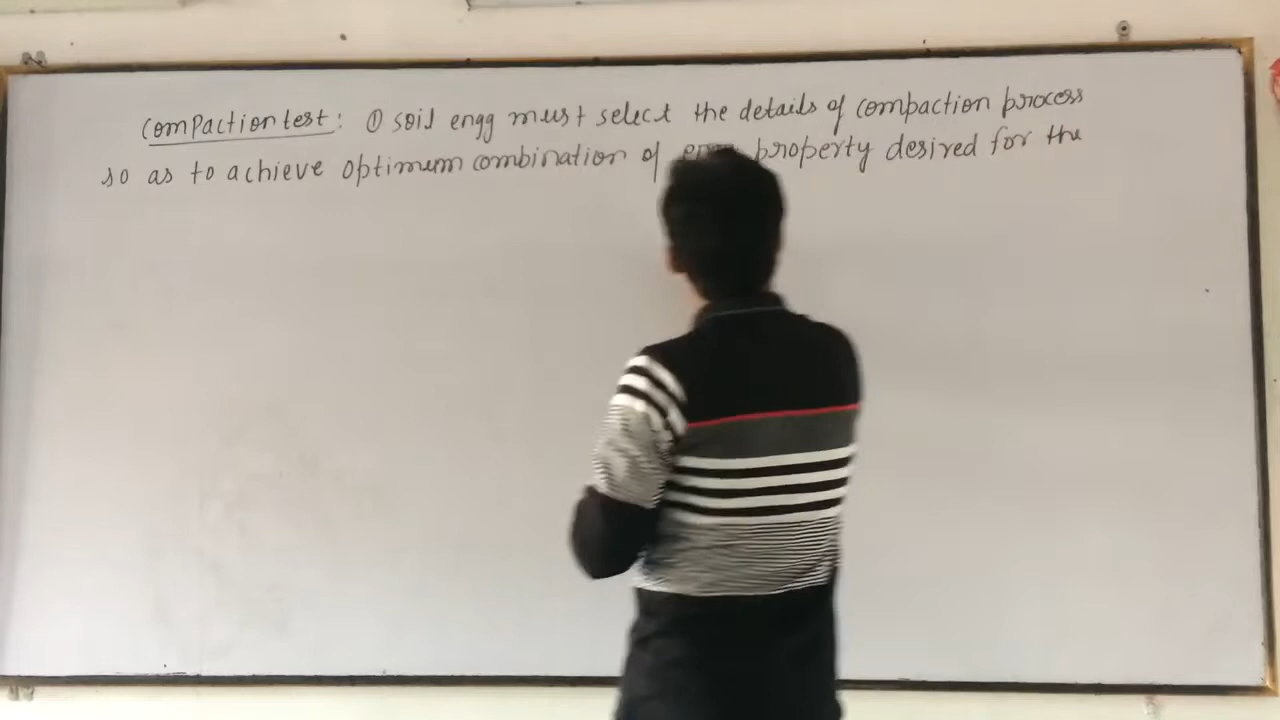 Compaction test: ① soil engg must select the details of compaction process
so as to achieve optimum combination of property desired for the